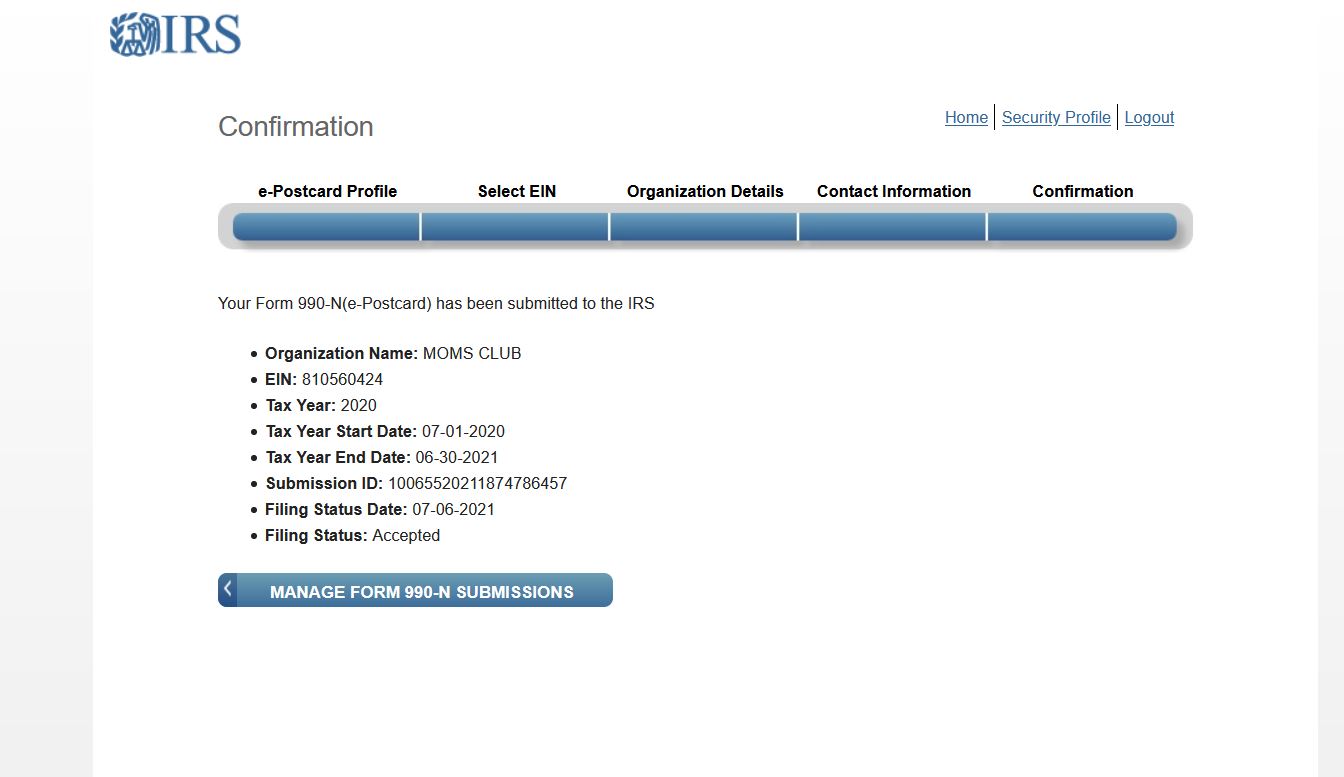 IRS
Confirmation
Home Security Profile Logout
e-Postcard Profile Select EIN Organization Details Contact Information Confirmation
Your Form 990-N(e-Postcard) has been submitted to the IRS
• Organization Name: MOMS CLUB
• EIN: 810560424
• Tax Year: 2020
• Tax Year Start Date: 07-01-2020
• Tax Year End Date: 06-30-2021
• Submission ID: 10065520211874786457
• Filing Status Date: 07-06-2021
• Filing Status: Accepted
MANAGE FORM 990-N SUBMISSIONS